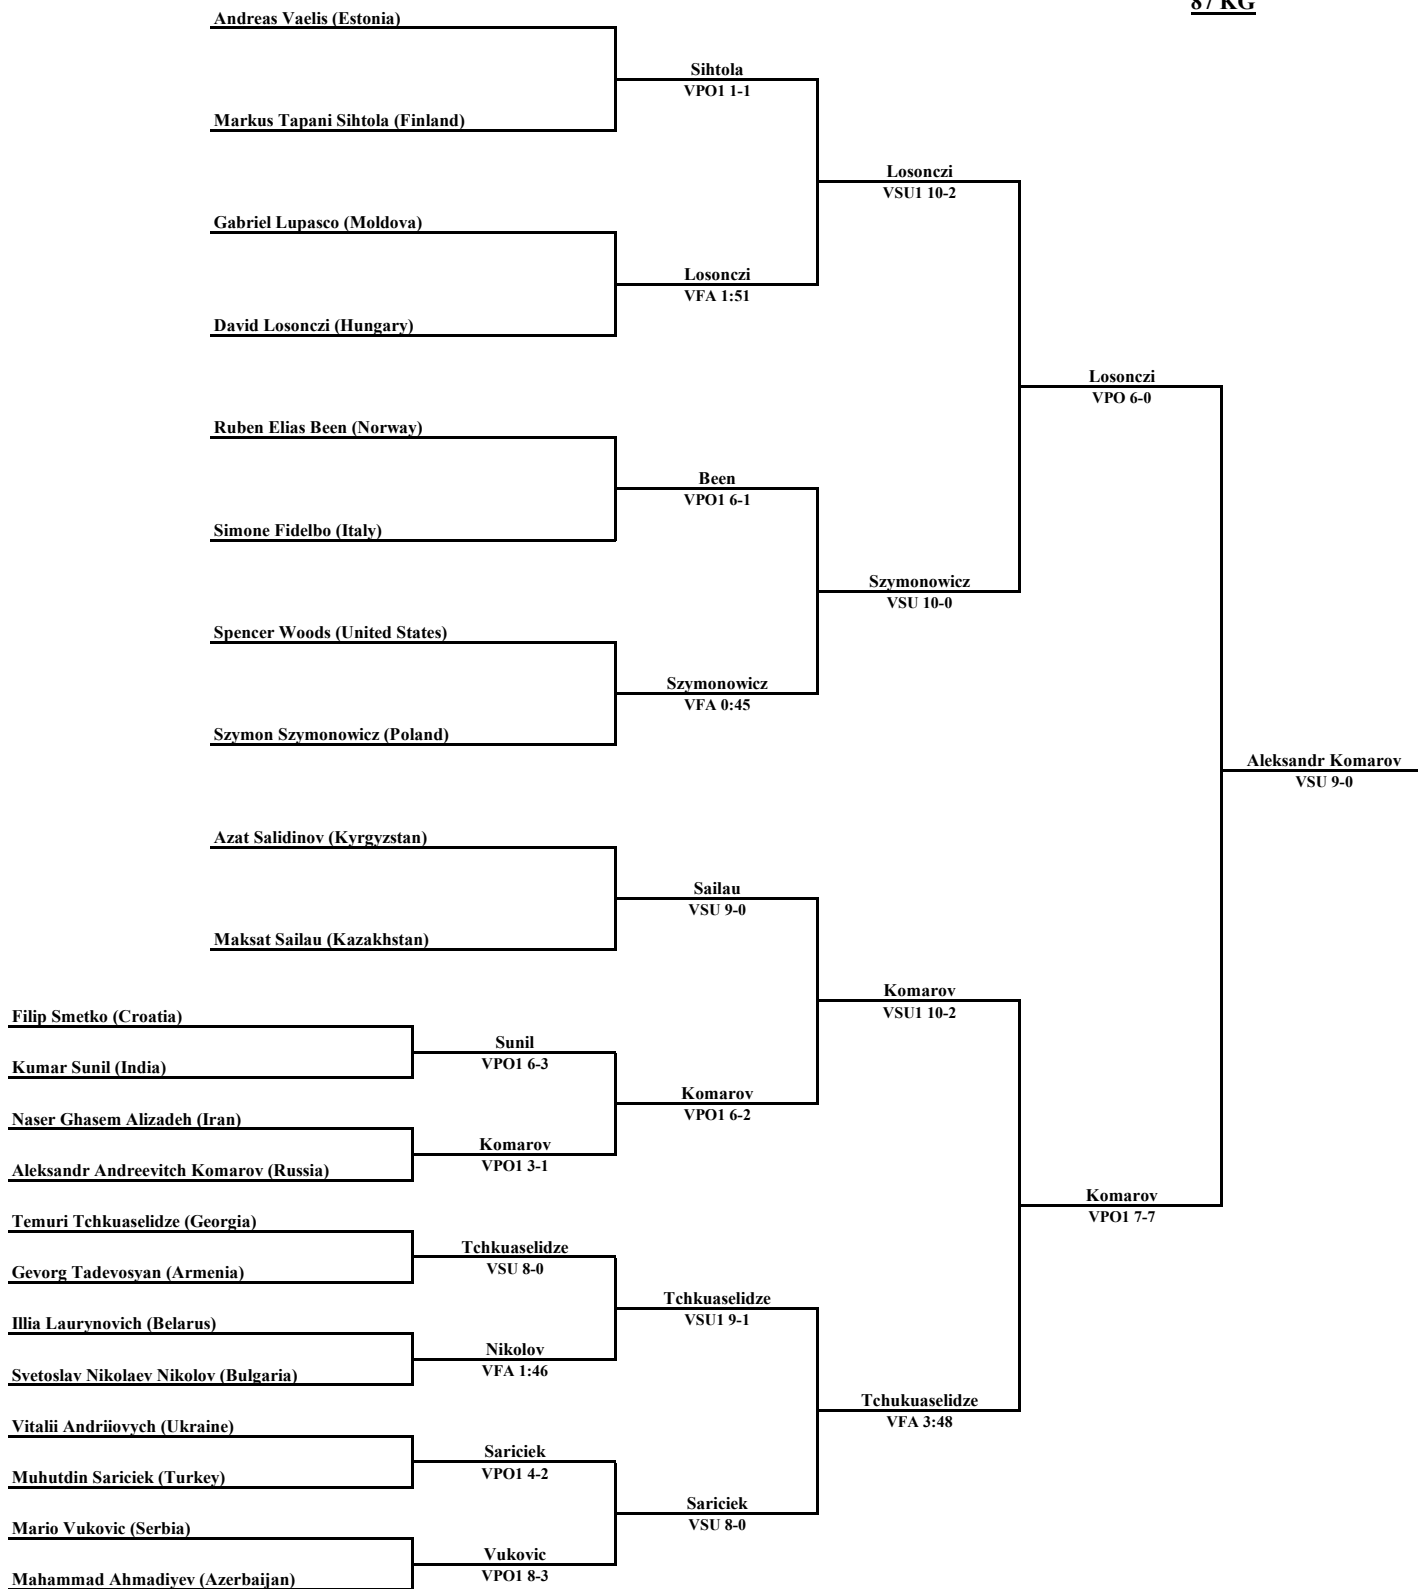 87 KG
Andreas Vaelis (Estonia)
Sihtola
VPO1 1-1
Markus Tapani Sihtola (Finland)
Losonczi
VSU1 10-2
Gabriel Lupasco (Moldova)
Losonczi
VFA 1:51
David Losonczi (Hungary)
Losonczi
VPO 6-0
Ruben Elias Been (Norway)
Been
VPO1 6-1
Simone Fidelbo (Italy)
Szymonowicz
VSU 10-0
Spencer Woods (United States)
Szymonowicz
VFA 0:45
Szymon Szymonowicz (Poland)
Aleksandr Komarov
VSU 9-0
Azat Salidinov (Kyrgyzstan)
Sailau
VSU 9-0
Maksat Sailau (Kazakhstan)
Komarov
VSU1 10-2
Filip Smetko (Croatia)
Sunil
VPO1 6-3
Kumar Sunil (India)
Komarov
VPO1 6-2
Naser Ghasem Alizadeh (Iran)
Komarov
VPO1 3-1
Aleksandr Andreevitch Komarov (Russia)
Komarov
VPO1 7-7
Temuri Tchkuaselidze (Georgia)
Tchkuaselidze
VSU 8-0
Gevorg Tadevosyan (Armenia)
Tchkuaselidze
VSU1 9-1
Illia Laurynovich (Belarus)
Nikolov
VFA 1:46
Svetoslav Nikolaev Nikolov (Bulgaria)
Tchukuaselidze
VFA 3:48
Vitalii Andriiovych (Ukraine)
Sariciek
VPO1 4-2
Muhutdin Sariciek (Turkey)
Sariciek
VSU 8-0
Mario Vukovic (Serbia)
Vukovic
VPO1 8-3
Mahammad Ahmadiyev (Azerbaijan)